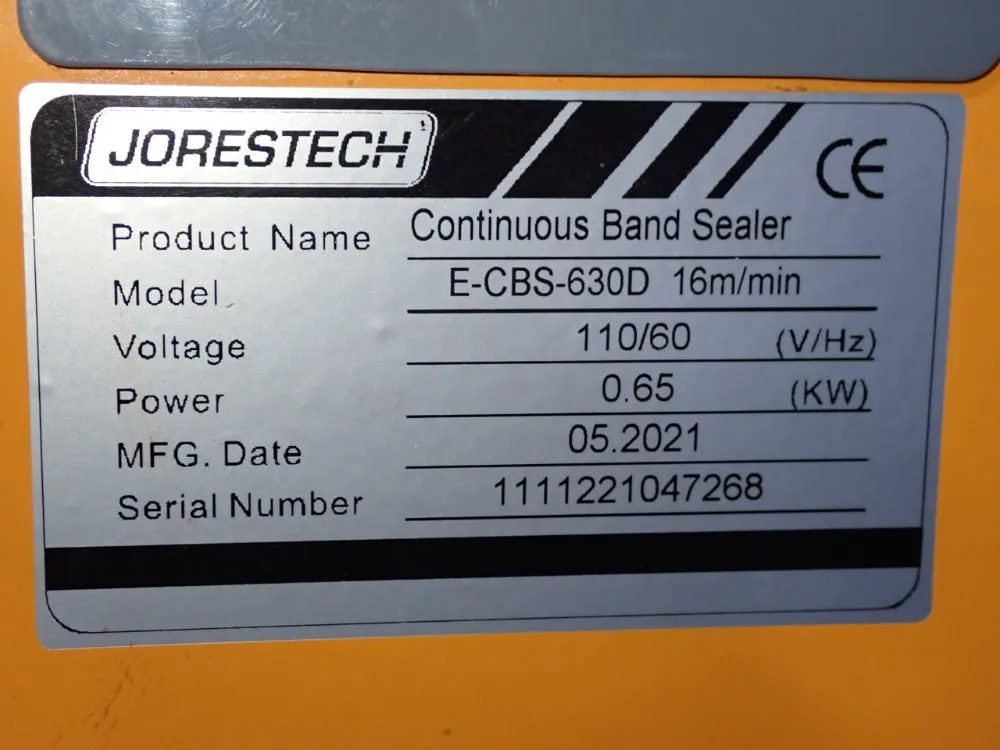 JORESTECH
CE
Product Name Continuous Band Sealer
Model E-CBS-630D 16m/min
Voltage 110/60 (V/Hz)
Power 0.65 (KW)
MFG. Date 05.2021
Serial Number 1111221047268